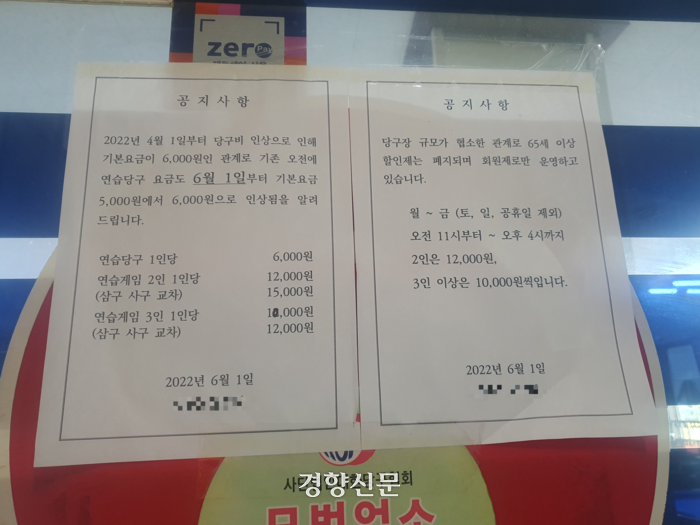 zero Pay
공 지 사 항
2022년 4월 1일부터 당구비 인상으로 인해
기본요금이 6,000원인 관계로 기존 오전에
연습당구 요금도 6월 1일부터 기본요금
5,000원에서 6,000원으로 인상됨을 알려
드립니다.
연습당구 1인당 6,000원
연습게임 2인 1인당 12,000원
(삼구 사구 교차) 15,000원
연습게임 3인 1인당 10,000원
(삼구 사구 교차) 12,000원
2022년 6월 1일
공 지 사 항
당구장 규모가 협소한 관계로 65세 이상
할인제는 폐지되며 회원제로만 운영하고
있습니다.
월 ~ 금 (토, 일, 공휴일 제외)
오전 11시부터 ~ 오후 4시까지
2인은 12,000원,
3인 이상은 10,000원씩입니다.
2022년 6월 1일
경향신문
모범업소